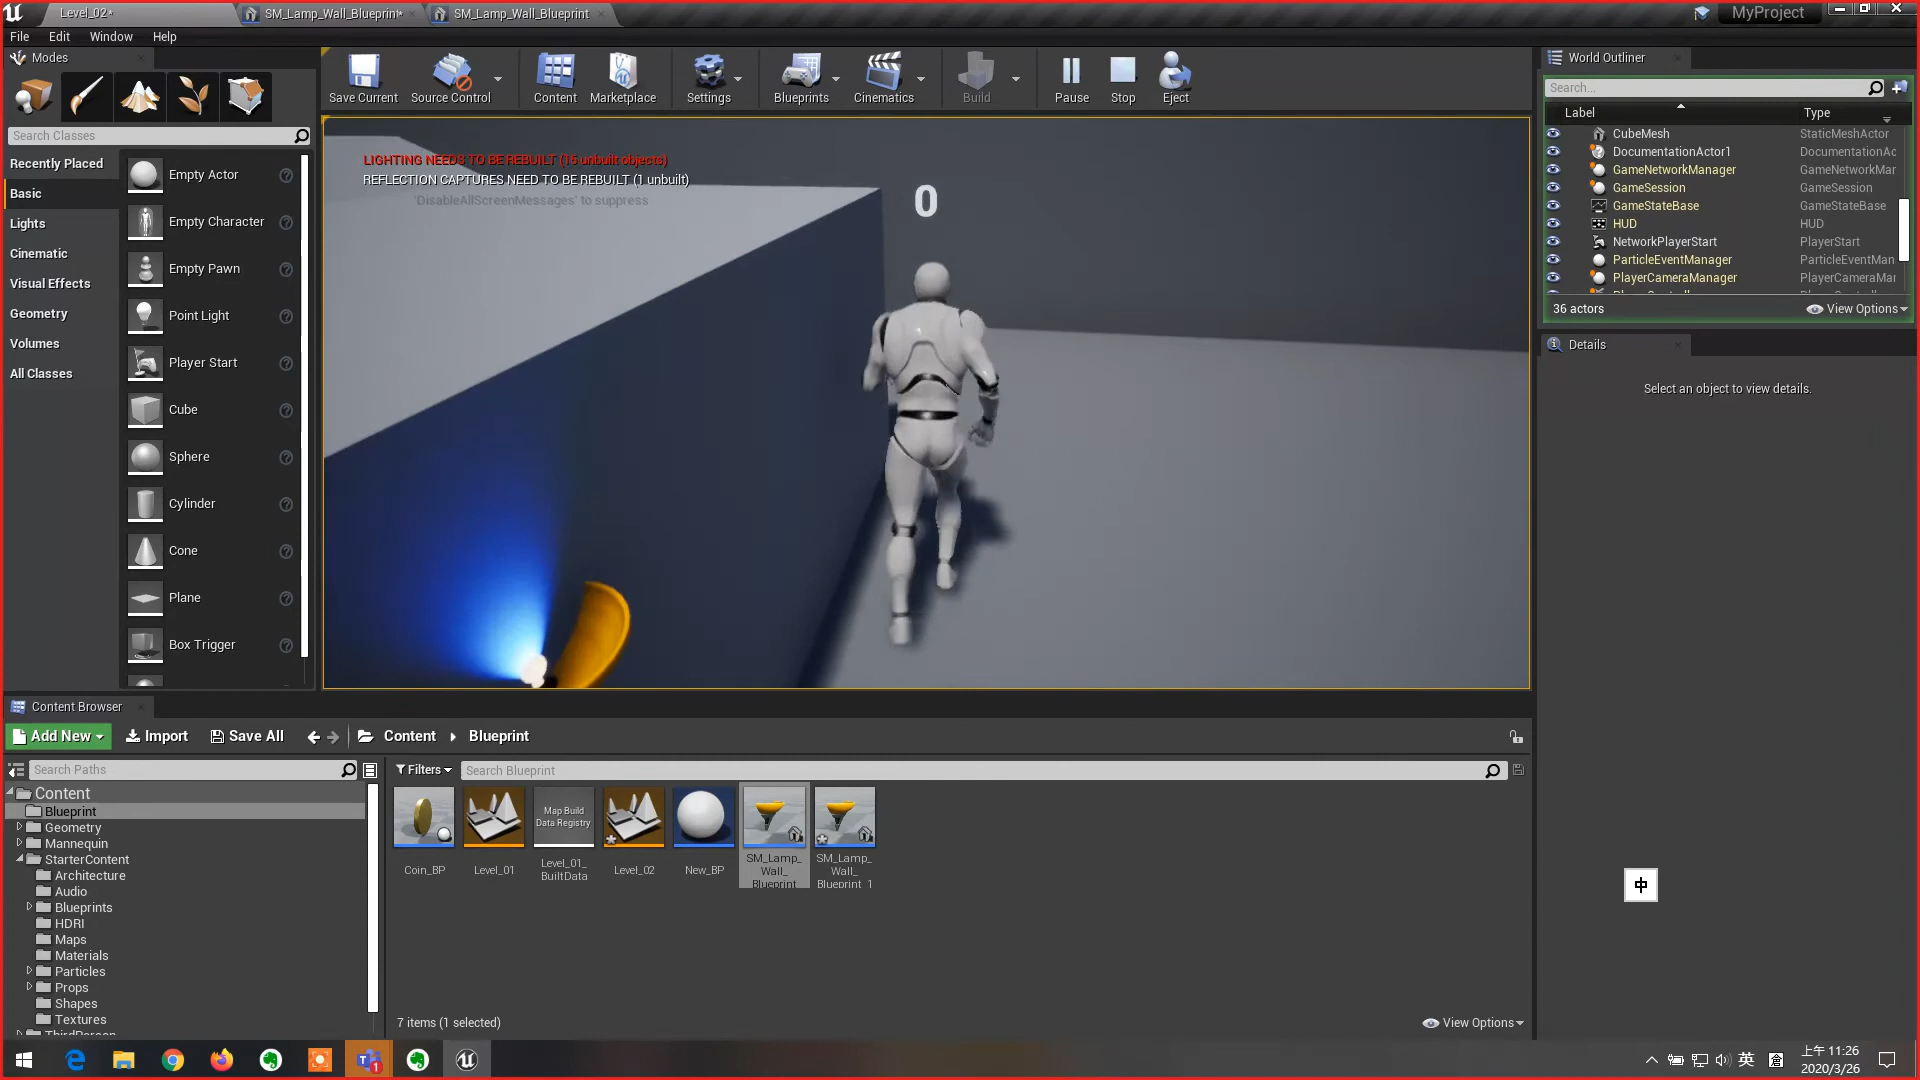 Level_02*
SM_Lamp_Wall_Blueprint*
SM_Lamp_Wall_Blueprint
MyProject
File Edit Window Help
Modes
Search Classes
Recently Placed
Basic
Lights
Cinematic
Visual Effects
Geometry
Volumes
All Classes
Empty Actor
Empty Character
Empty Pawn
Point Light
Player Start
Cube
Sphere
Cylinder
Cone
Plane
Box Trigger
Save Current
Source Control
Content
Marketplace
Settings
Blueprints
Cinematics
Build
Pause
Stop
Eject
LIGHTING NEEDS TO BE REBUILT (15 unbuilt objects)
REFLECTION CAPTURES NEED TO BE REBUILT (1 unbuilt)
'DisableAllScreenMessages' to suppress
0
World Outliner
Search...
Label Type
CubeMesh StaticMeshActor
DocumentationActor1 DocumentationAc
GameNetworkManager GameNetworkMar
GameSession GameSession
GameStateBase GameStateBase
HUD HUD
NetworkPlayerStart PlayerStart
ParticleEventManager ParticleEventMan
PlayerCameraManager PlayerCameraMar
36 actors
View Options
Details
Select an object to view details.
Content Browser
Add New
Import
Save All
Content
Blueprint
Search Paths
Content
Blueprint
Geometry
Mannequin
StarterContent
Architecture
Audio
Blueprints
HDRI
Maps
Materials
Particles
Props
Shapes
Textures
Filters
Search Blueprint
Coin_BP
Level_01
Map Build
Data Registry
Level_01_
BuiltData
Level_02
New_BP
SM_Lamp_
Wall_
Blueprint
SM_Lamp_
Wall_
Blueprint_1
7 items (1 selected)
View Options
中
英
上午 11:26
2020/3/26